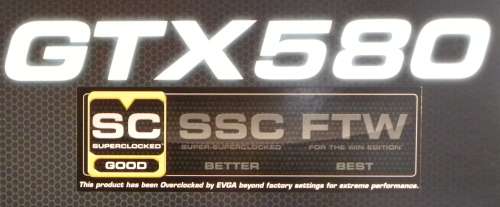 GTX580
SC SSC FTW
SUPERCLOCKED SUPER-SUPERCLOCKED FOR THE WIN EDITION
GOOD BETTER BEST
This product has been Overclocked by EVGA beyond factory settings for extreme performance.